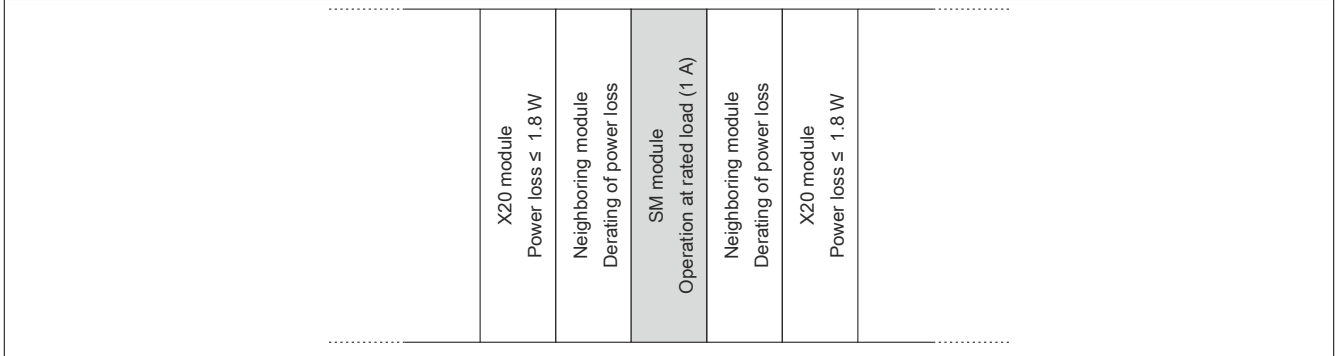 X20 module
Power loss ≤ 1.8 W
Neighboring module
Derating of power loss
SM module
Operation at rated load (1 A)
Neighboring module
Derating of power loss
X20 module
Power loss ≤ 1.8 W